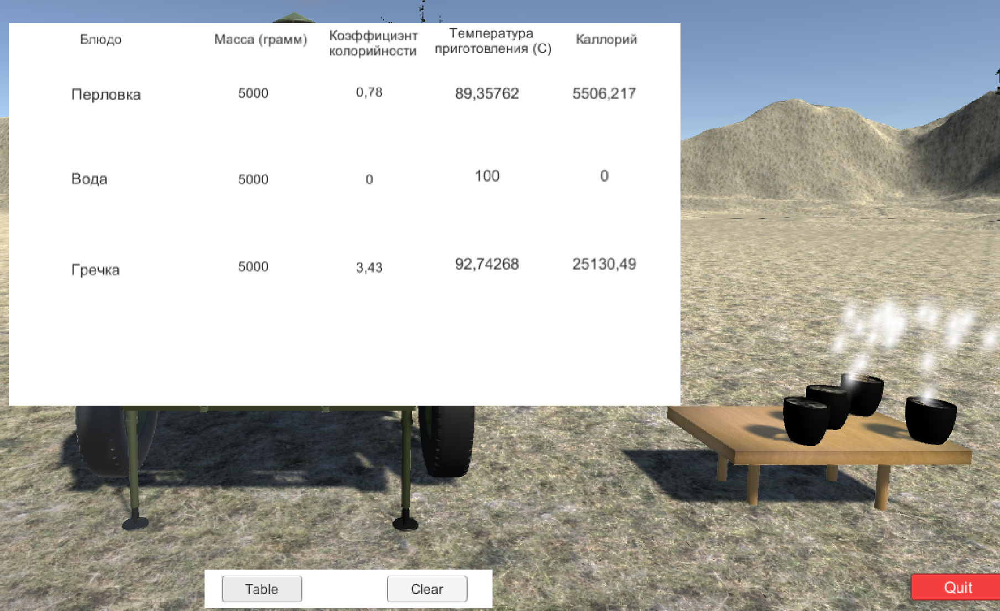 Блюдо Масса (грамм) Коэффициэнт колорийности Температура приготовления (C) Каллорий
Перловка 5000 0,78 89,35762 5506,217
Вода 5000 0 100 0
Гречка 5000 3,43 92,74268 25130,49
Table Clear Quit